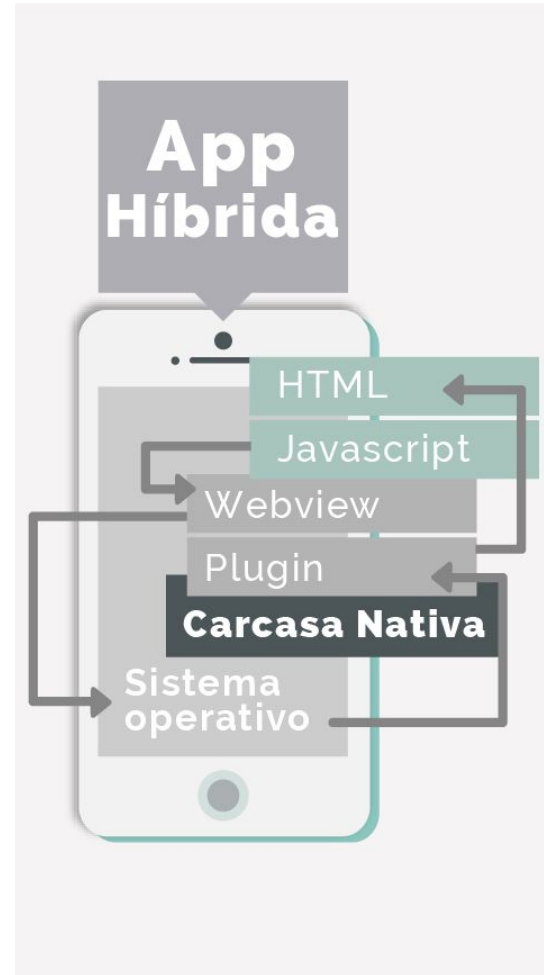 App
Híbrida
HTML
Javascript
Webview
Plugin
Carcasa Nativa
Sistema
operativo